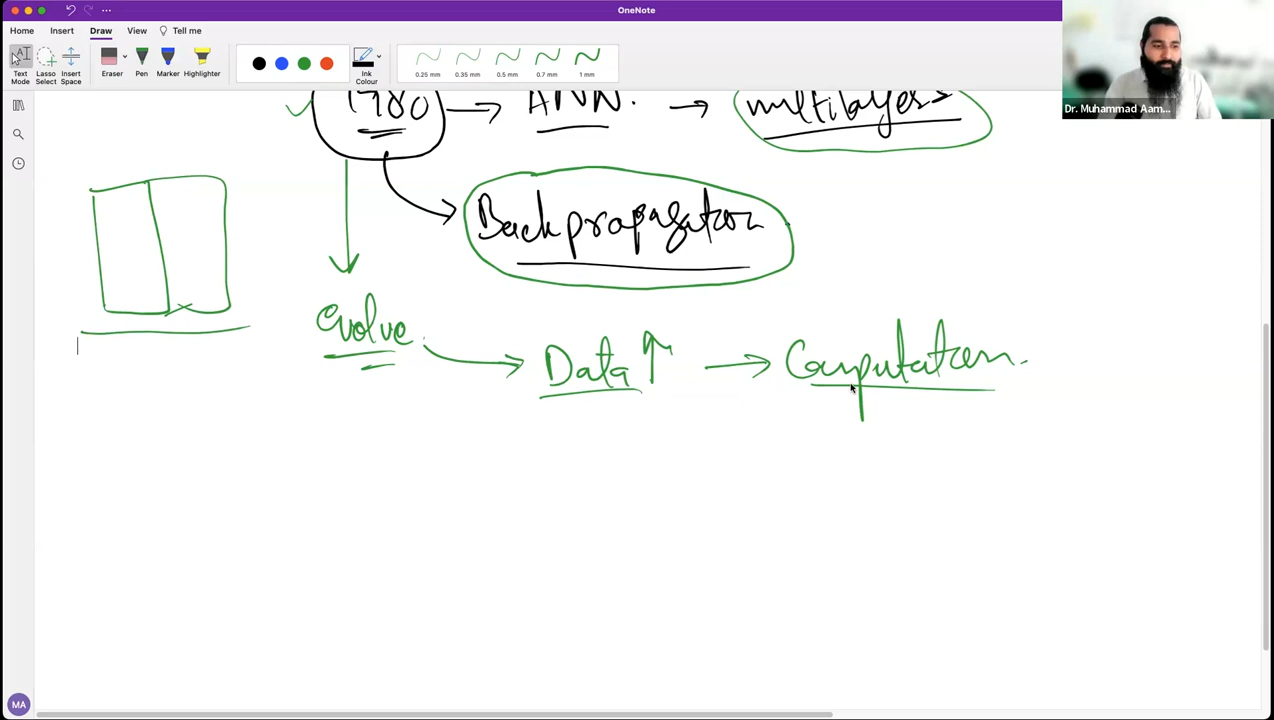 OneNote
Home Insert Draw View Tell me
Text Mode
Lasso Select
Insert Space
Eraser
Pen
Marker
Highlighter
Ink Colour
0.25 mm
0.35 mm
0.5 mm
0.7 mm
1 mm
Dr. Muhammad Aam...
1980 → ANN. → multilayers
Backpropagation
evolve.
Data ↑ → Computation.
MA